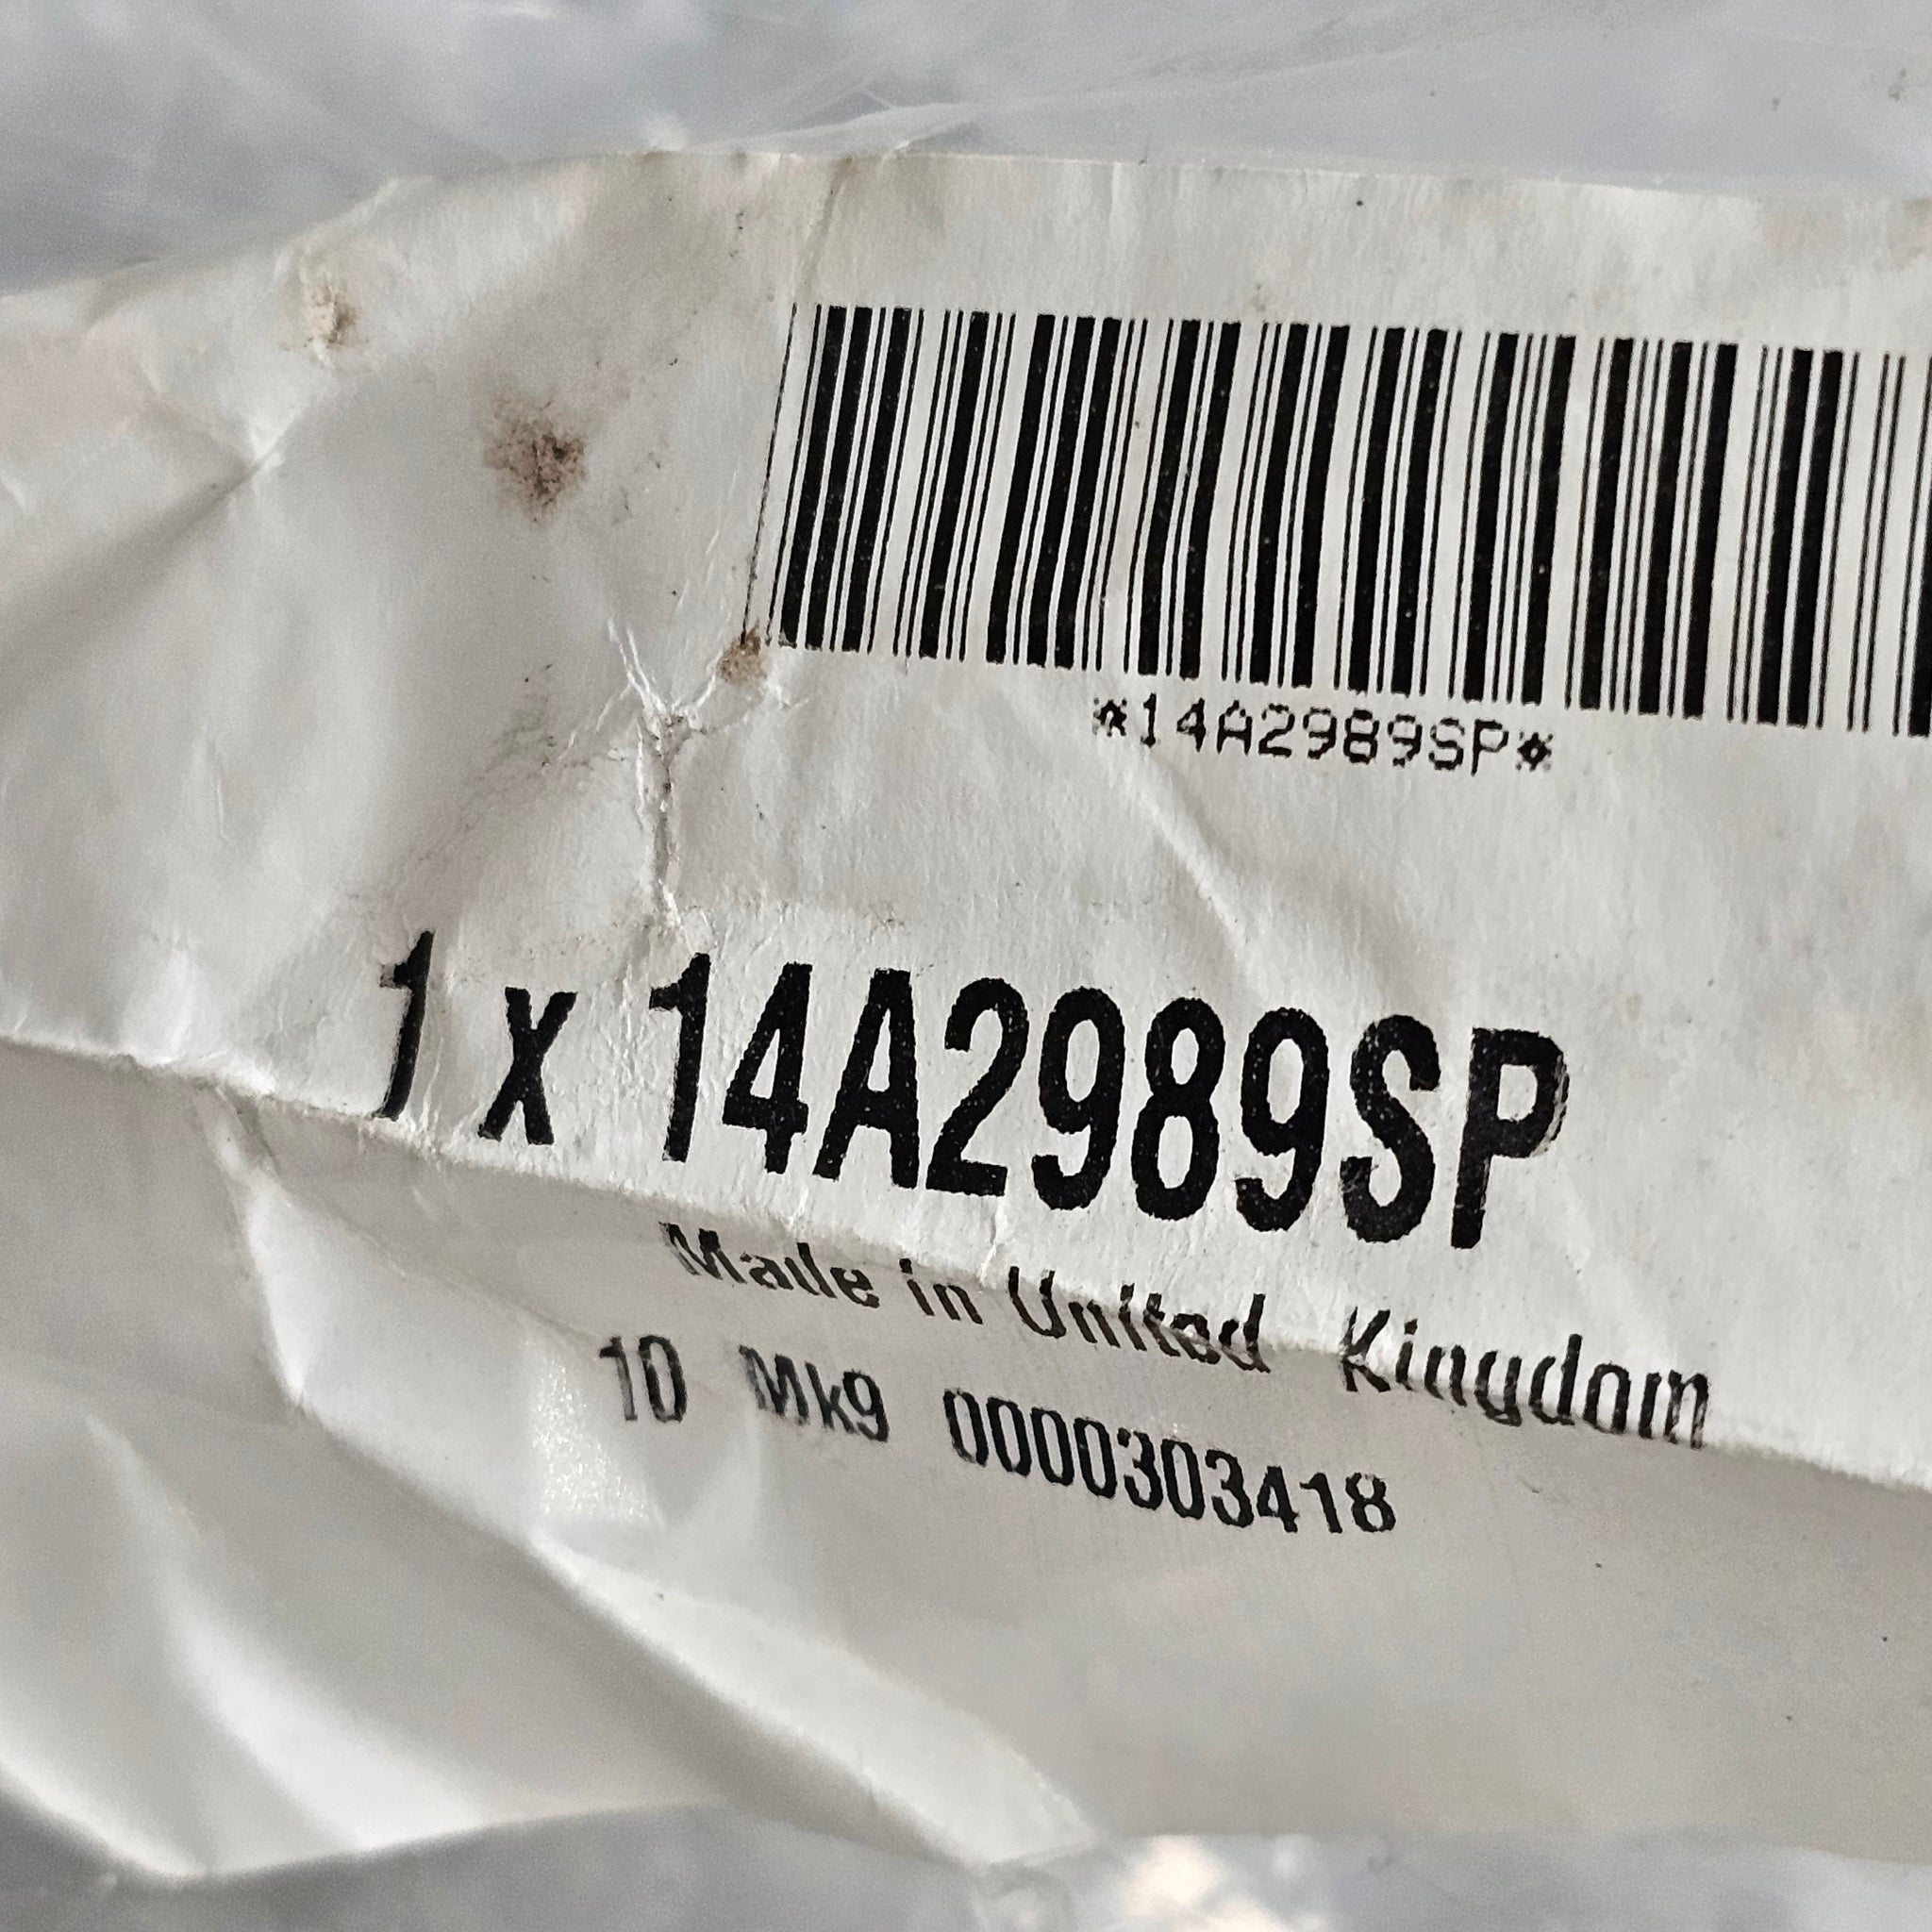 *14A2989SP*
1 x 14A2989SP
Made in United Kingdom
10 Mk9 0000303418